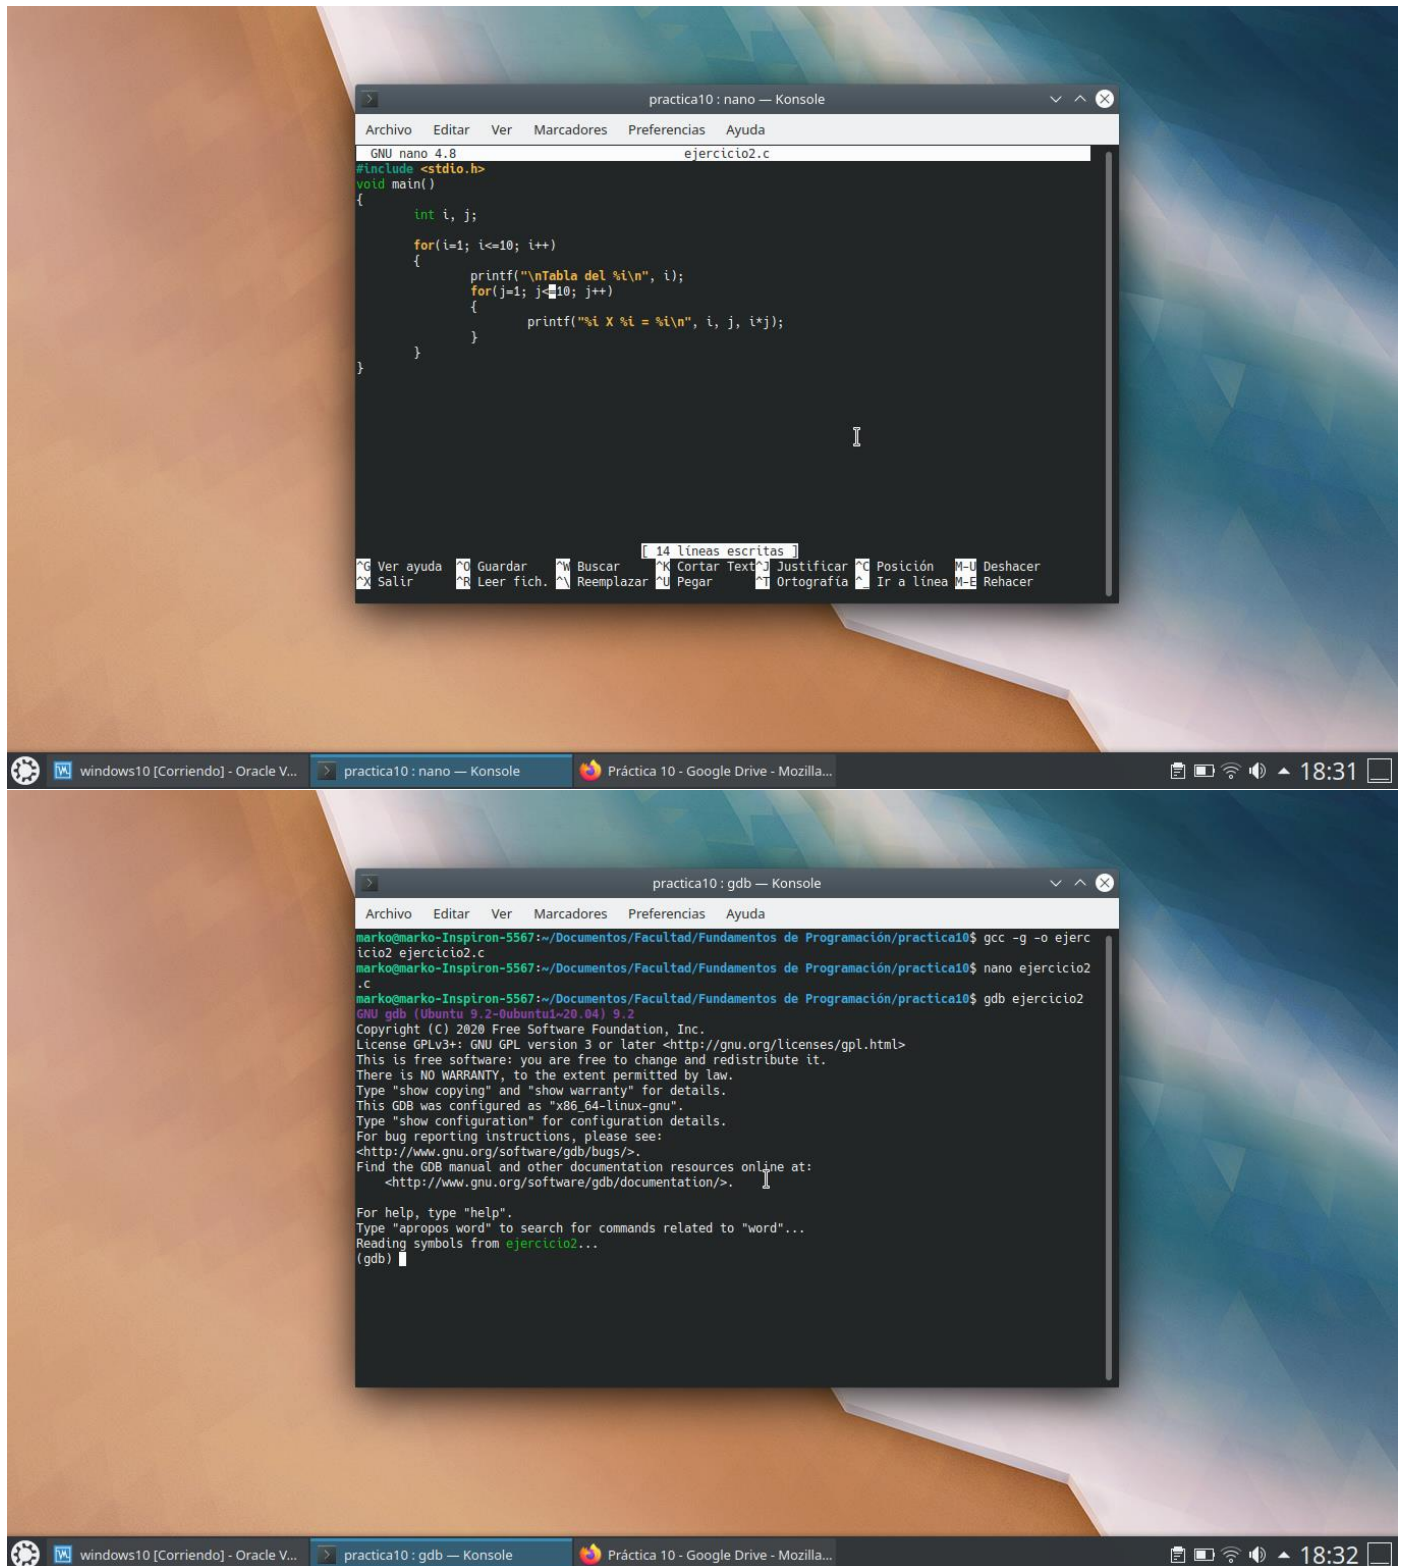 practica10 : nano — Konsole
Archivo Editar Ver Marcadores Preferencias Ayuda
GNU nano 4.8 ejercicio2.c
#include <stdio.h>
void main()
{
int i, j;
for(i=1; i<=10; i++)
{
printf("\nTabla del %i\n", i);
for(j=1; j<=10; j++)
{
printf("%i X %i = %i\n", i, j, i*j);
}
}
}
[ 14 líneas escritas ]
^G Ver ayuda ^O Guardar ^W Buscar ^K Cortar Text^J Justificar ^C Posición M-U Deshacer
^X Salir ^R Leer fich. ^\ Reemplazar ^U Pegar ^T Ortografía ^_ Ir a línea M-E Rehacer
windows10 [Corriendo] - Oracle V... practica10 : nano — Konsole Práctica 10 - Google Drive - Mozilla... 18:31
practica10 : gdb — Konsole
Archivo Editar Ver Marcadores Preferencias Ayuda
marko@marko-Inspiron-5567:~/Documentos/Facultad/Fundamentos de Programación/practica10$ gcc -g -o ejerc
icio2 ejercicio2.c
marko@marko-Inspiron-5567:~/Documentos/Facultad/Fundamentos de Programación/practica10$ nano ejercicio2
.c
marko@marko-Inspiron-5567:~/Documentos/Facultad/Fundamentos de Programación/practica10$ gdb ejercicio2
GNU gdb (Ubuntu 9.2-0ubuntu1~20.04) 9.2
Copyright (C) 2020 Free Software Foundation, Inc.
License GPLv3+: GNU GPL version 3 or later <http://gnu.org/licenses/gpl.html>
This is free software: you are free to change and redistribute it.
There is NO WARRANTY, to the extent permitted by law.
Type "show copying" and "show warranty" for details.
This GDB was configured as "x86_64-linux-gnu".
Type "show configuration" for configuration details.
For bug reporting instructions, please see:
<http://www.gnu.org/software/gdb/bugs/>.
Find the GDB manual and other documentation resources online at:
<http://www.gnu.org/software/gdb/documentation/>.
For help, type "help".
Type "apropos word" to search for commands related to "word"...
Reading symbols from ejercicio2...
(gdb)
windows10 [Corriendo] - Oracle V... practica10 : gdb — Konsole Práctica 10 - Google Drive - Mozilla... 18:32